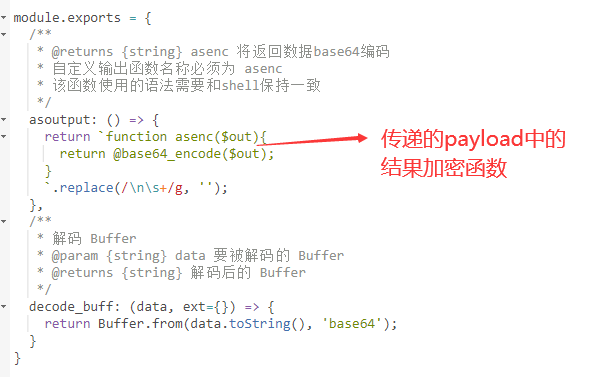 module.exports = {
/**
* @returns {string} asenc 将返回数据base64编码
* 自定义输出函数名称必须为 asenc
* 该函数使用的语法需要和shell保持一致
*/
asoutput: () => {
return `function asenc($out){
return @base64_encode($out);
}
`.replace(/\n\s+/g, '');
},
/**
* 解码 Buffer
* @param {string} data 要被解码的 Buffer
* @returns {string} 解码后的 Buffer
*/
decode_buff: (data, ext={}) => {
return Buffer.from(data.toString(), 'base64');
}
}
传递的payload中的
结果加密函数